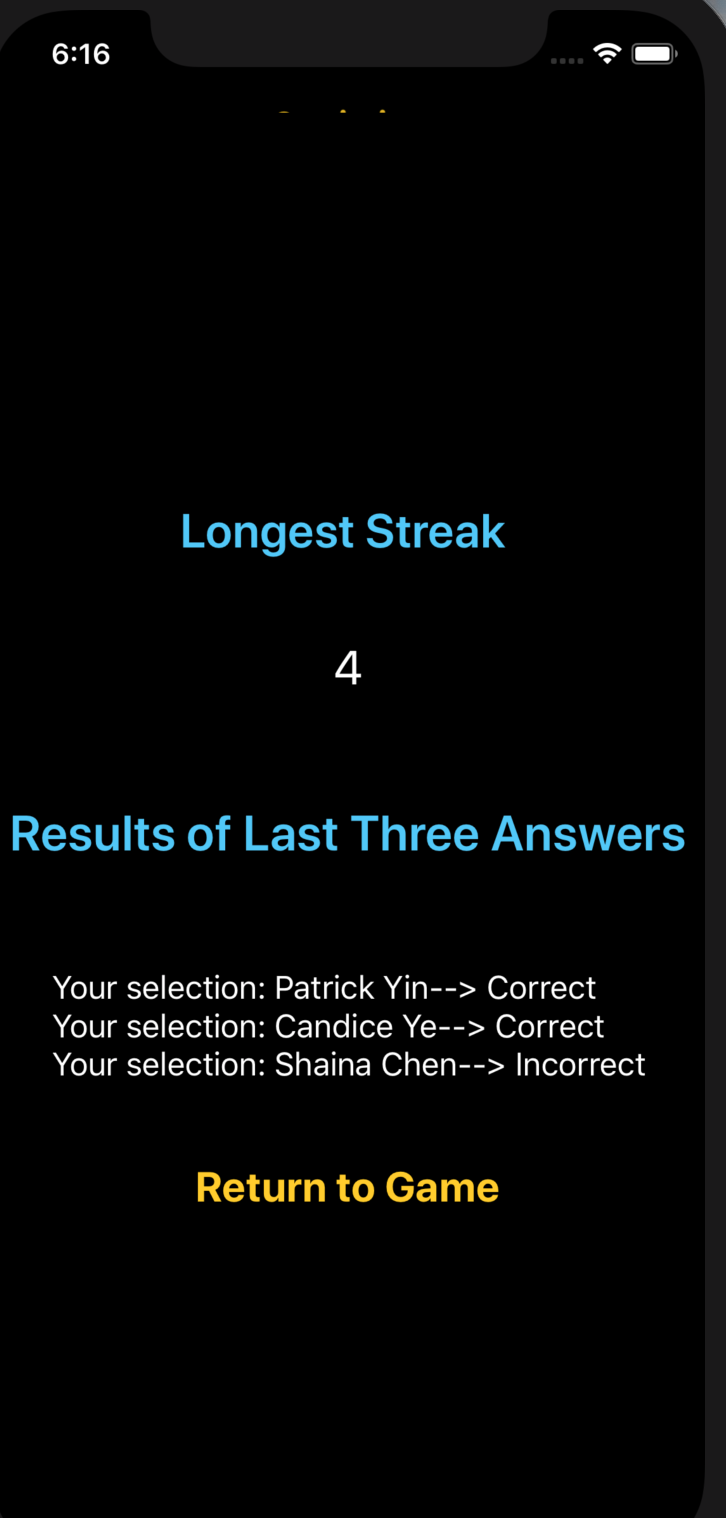 6:16
Longest Streak
4
Results of Last Three Answers
Your selection: Patrick Yin--> Correct
Your selection: Candice Ye--> Correct
Your selection: Shaina Chen--> Incorrect
Return to Game